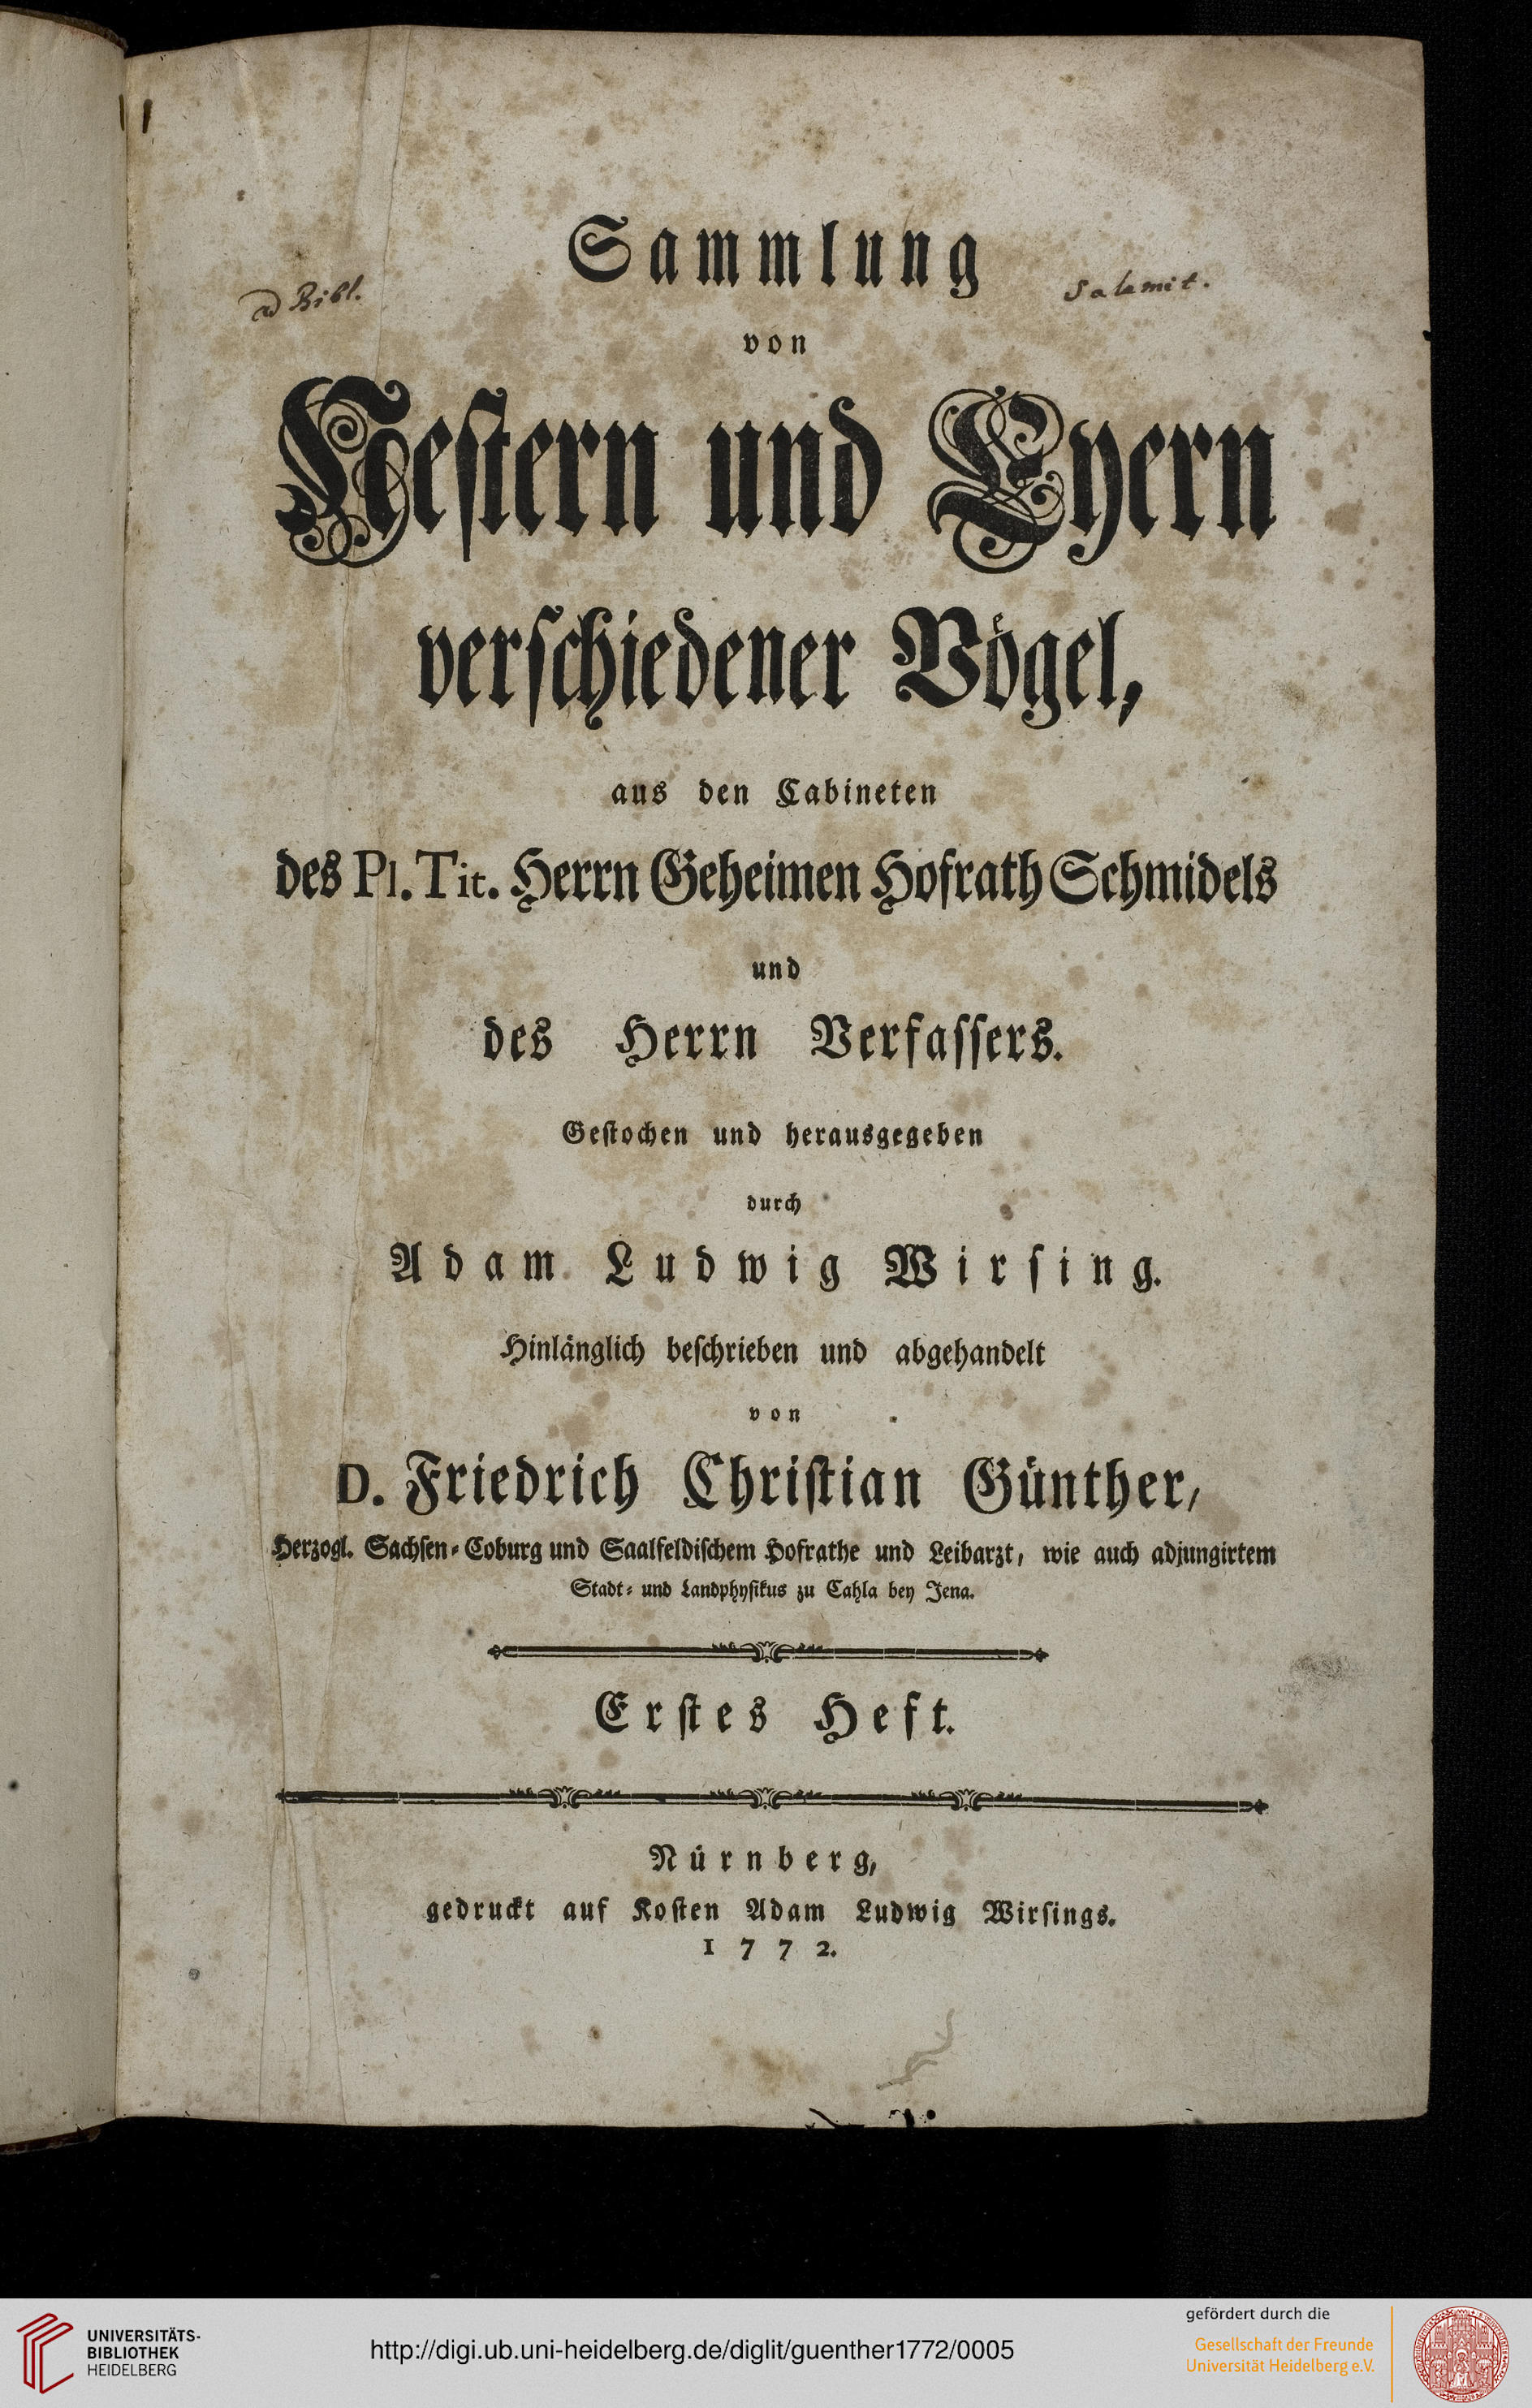 Sammlung
ad Bibl. Salemit.
von
Nestern und Eyern
verschiedener Vögel,
aus den Cabineten
des Pl. Tit. Herrn Geheimen Hofrath Schmidels
und
des Herrn Verfassers.
Gestochen und herausgegeben
durch
Adam Ludwig Wirsing.
Hinlänglich beschrieben und abgehandelt
von
D. Friedrich Christian Günther,
Herzogl. Sachsen-Coburg und Saalfeldischem Hofrathe und Leibarzt, wie auch adjungirtem
Stadt- und Landphysikus zu Cahla bey Jena.
Erstes Heft.
Nürnberg,
gedruckt auf Kosten Adam Ludwig Wirsings.
1772.
UNIVERSITÄTS-
BIBLIOTHEK
HEIDELBERG
http://digi.ub.uni-heidelberg.de/diglit/guenther1772/0005
gefördert durch die
Gesellschaft der Freunde
Universität Heidelberg e.V.